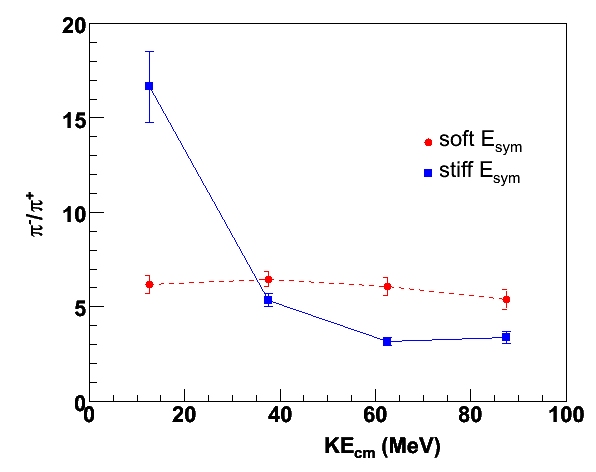 20
15
10
5
0
π⁻/π⁺
soft E_sym
stiff E_sym
0 20 40 60 80 100
KE_cm (MeV)